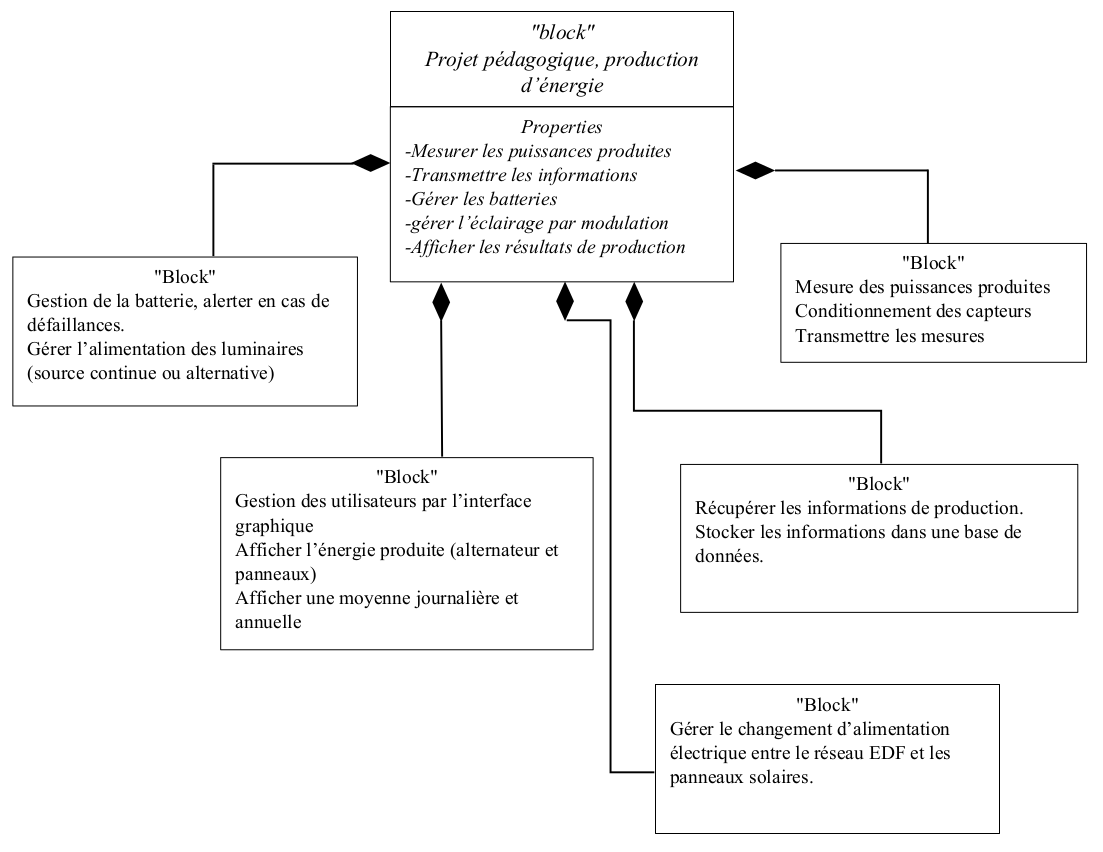 "block"
Projet pédagogique, production
d’énergie
Properties
-Mesurer les puissances produites
-Transmettre les informations
-Gérer les batteries
-gérer l’éclairage par modulation
-Afficher les résultats de production
"Block"
Gestion de la batterie, alerter en cas de
défaillances.
Gérer l’alimentation des luminaires
(source continue ou alternative)
"Block"
Mesure des puissances produites
Conditionnement des capteurs
Transmettre les mesures
"Block"
Gestion des utilisateurs par l’interface
graphique
Afficher l’énergie produite (alternateur et
panneaux)
Afficher une moyenne journalière et
annuelle
"Block"
Récupérer les informations de production.
Stocker les informations dans une base de
données.
"Block"
Gérer le changement d’alimentation
électrique entre le réseau EDF et les
panneaux solaires.